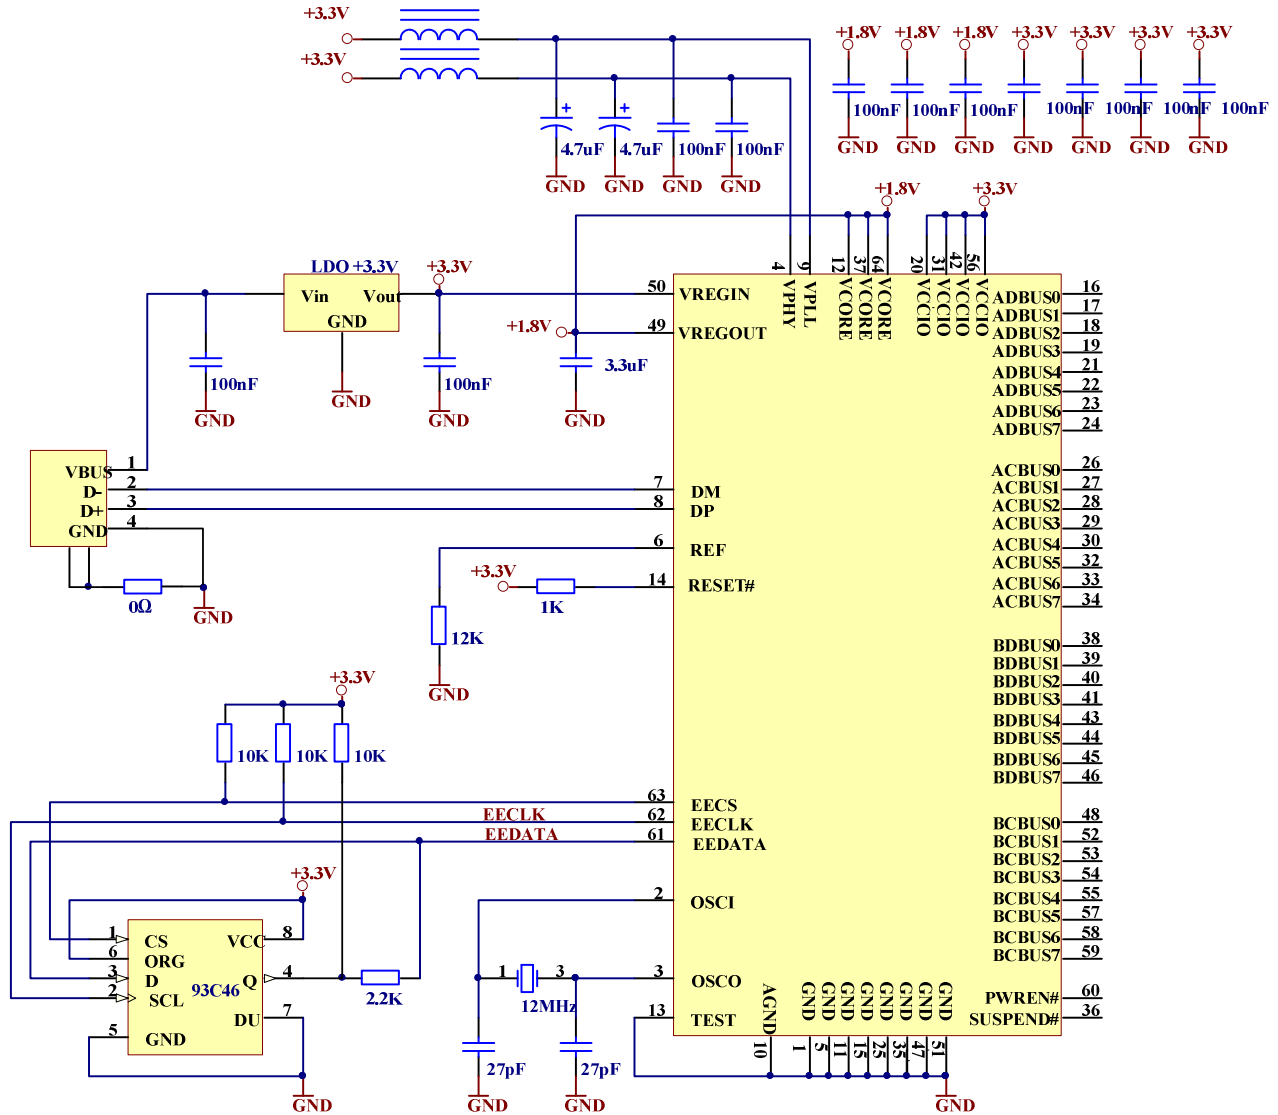 +3.3V
+3.3V
4.7uF 4.7uF 100nF 100nF
GND GND GND GND
+1.8V +1.8V +1.8V +3.3V +3.3V +3.3V +3.3V
100nF 100nF 100nF 100nF 100nF 100nF 100nF
GND GND GND GND GND GND GND
+1.8V +3.3V
4 9 12 37 64 20 31 42 56
VPHY VPLL VCORE VCORE VCORE VCCIO VCCIO VCCIO VCCIO
LDO +3.3V
+3.3V
Vin Vout
GND
100nF
GND
GND
100nF
GND
+1.8V
3.3uF
GND
50 VREGIN
49 VREGOUT
VBUS 1
D- 2
D+ 3
GND 4
0Ω
GND
7 DM
8 DP
6 REF
14 RESET#
+3.3V
1K
12K
GND
+3.3V
10K 10K 10K
63 EECS
EECLK 62 EECLK
EEDATA 61 EEDATA
+3.3V
1 CS VCC 8
6 ORG
3 D Q 4
2 SCL 93C46
DU 7
5 GND
2.2K
GND
2 OSCI
1 3
12MHz
3 OSCO
13 TEST
27pF 27pF
GND GND
AGND GND GND GND GND GND GND GND GND
10 1 5 11 15 25 35 47 51
GND
ADBUS0 16
ADBUS1 17
ADBUS2 18
ADBUS3 19
ADBUS4 21
ADBUS5 22
ADBUS6 23
ADBUS7 24
ACBUS0 26
ACBUS1 27
ACBUS2 28
ACBUS3 29
ACBUS4 30
ACBUS5 32
ACBUS6 33
ACBUS7 34
BDBUS0 38
BDBUS1 39
BDBUS2 40
BDBUS3 41
BDBUS4 43
BDBUS5 44
BDBUS6 45
BDBUS7 46
BCBUS0 48
BCBUS1 52
BCBUS2 53
BCBUS3 54
BCBUS4 55
BCBUS5 57
BCBUS6 58
BCBUS7 59
PWREN# 60
SUSPEND# 36